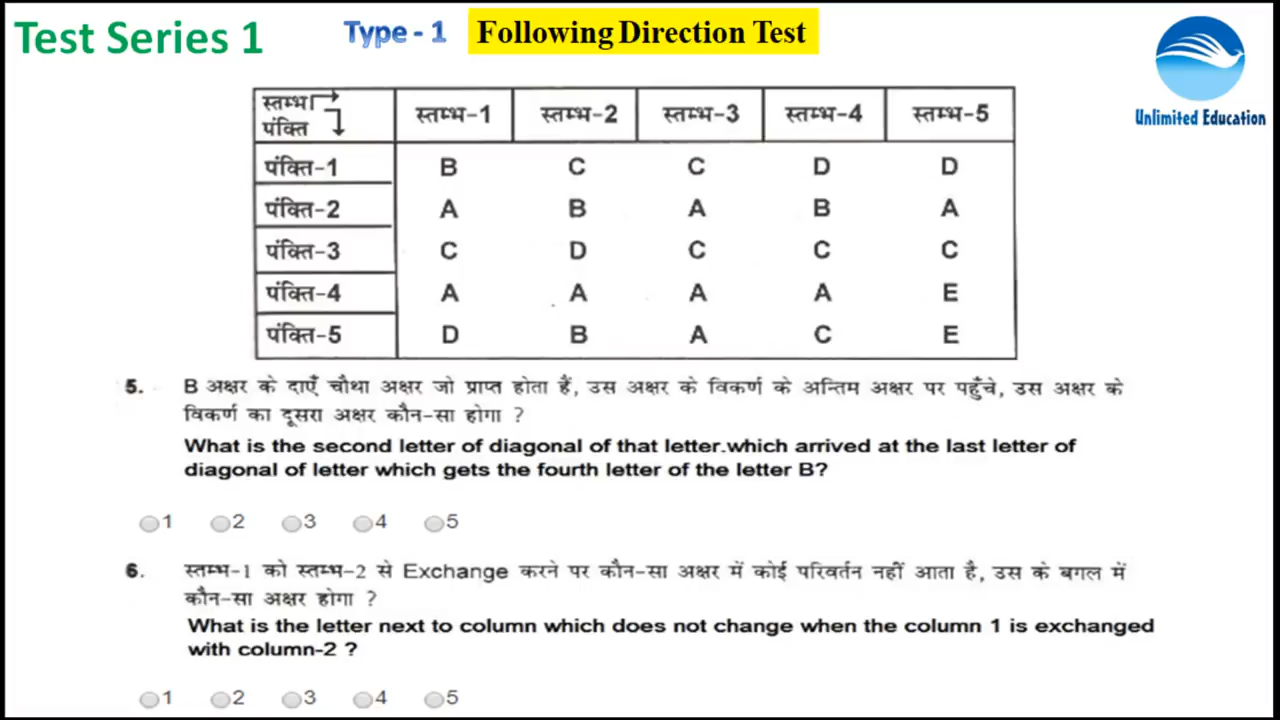 Test Series 1
Type - 1
Following Direction Test
Unlimited Education
स्तम्भ
पंक्ति
स्तम्भ-1 स्तम्भ-2 स्तम्भ-3 स्तम्भ-4 स्तम्भ-5
पंक्ति-1 B C C D D
पंक्ति-2 A B A B A
पंक्ति-3 C D C C C
पंक्ति-4 A A A A E
पंक्ति-5 D B A C E
5. B अक्षर के दाएँ चौथा अक्षर जो प्राप्त होता हैं, उस अक्षर के विकर्ण के अन्तिम अक्षर पर पहुँचे, उस अक्षर के
विकर्ण का दूसरा अक्षर कौन-सा होगा ?
What is the second letter of diagonal of that letter.which arrived at the last letter of
diagonal of letter which gets the fourth letter of the letter B?
1 2 3 4 5
6. स्तम्भ-1 को स्तम्भ-2 से Exchange करने पर कौन-सा अक्षर में कोई परिवर्तन नहीं आता है, उस के बगल में
कौन-सा अक्षर होगा ?
What is the letter next to column which does not change when the column 1 is exchanged
with column-2 ?
1 2 3 4 5